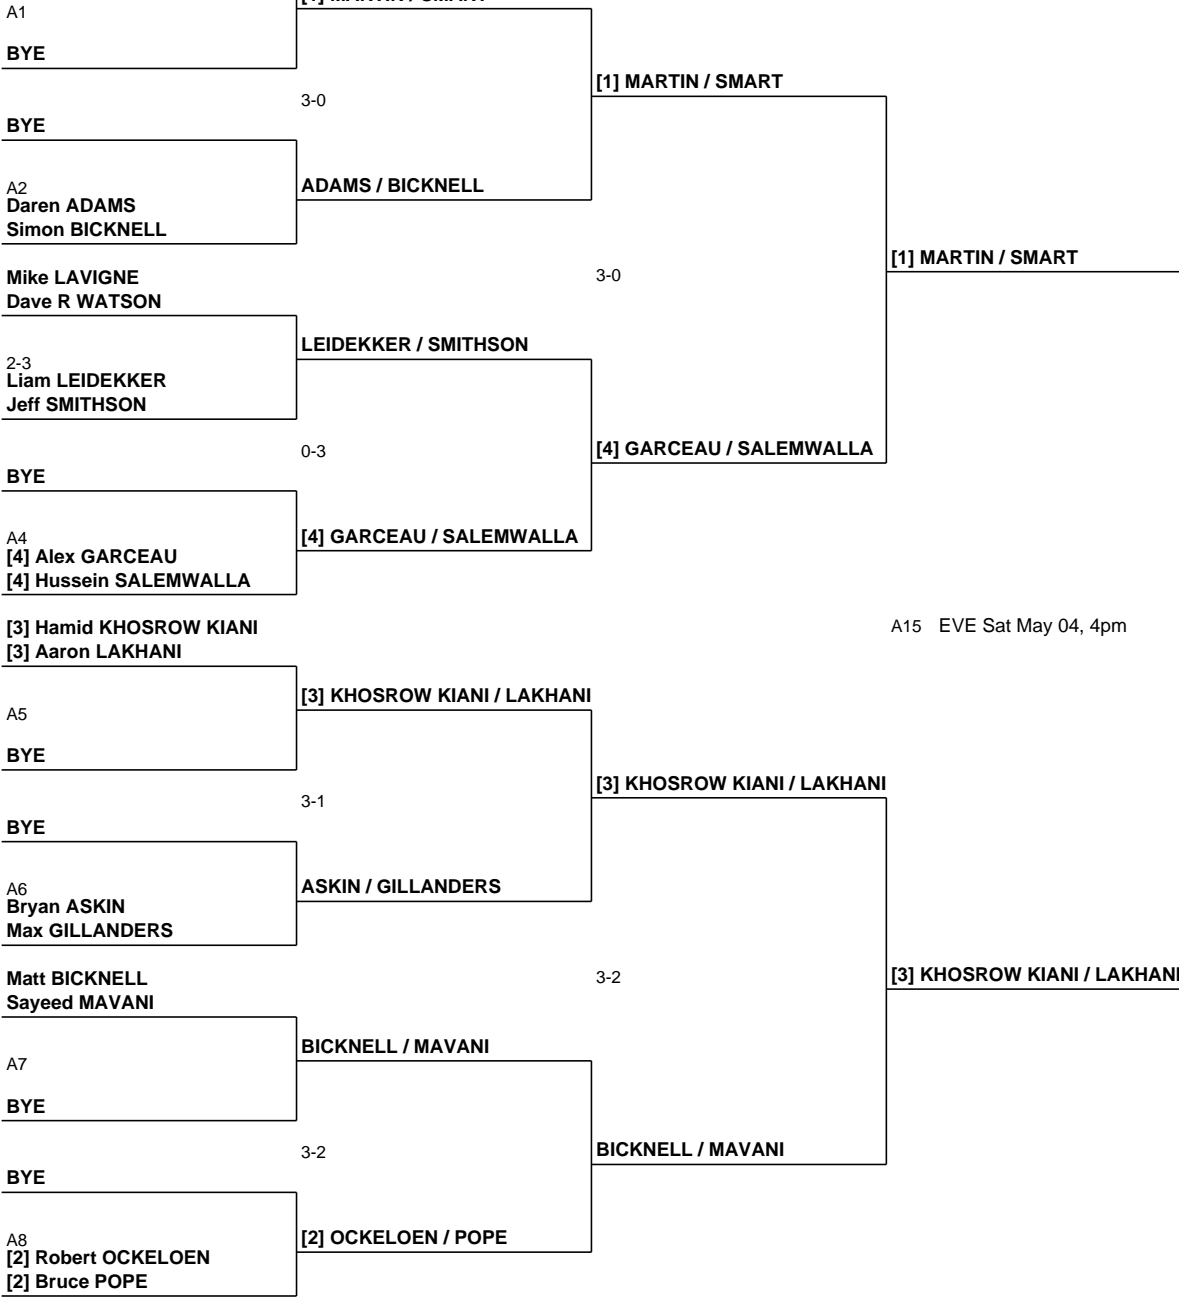 [1] MARTIN / SMART
A1
BYE
[1] MARTIN / SMART
3-0
BYE
A2
ADAMS / BICKNELL
Daren ADAMS
Simon BICKNELL
[1] MARTIN / SMART
Mike LAVIGNE
3-0
Dave R WATSON
LEIDEKKER / SMITHSON
2-3
Liam LEIDEKKER
Jeff SMITHSON
0-3
[4] GARCEAU / SALEMWALLA
BYE
A4
[4] GARCEAU / SALEMWALLA
[4] Alex GARCEAU
[4] Hussein SALEMWALLA
[3] Hamid KHOSROW KIANI
A15 EVE Sat May 04, 4pm
[3] Aaron LAKHANI
[3] KHOSROW KIANI / LAKHANI
A5
BYE
[3] KHOSROW KIANI / LAKHANI
3-1
BYE
A6
ASKIN / GILLANDERS
Bryan ASKIN
Max GILLANDERS
Matt BICKNELL
3-2
[3] KHOSROW KIANI / LAKHANI
Sayeed MAVANI
BICKNELL / MAVANI
A7
BYE
3-2
BICKNELL / MAVANI
BYE
A8
[2] OCKELOEN / POPE
[2] Robert OCKELOEN
[2] Bruce POPE